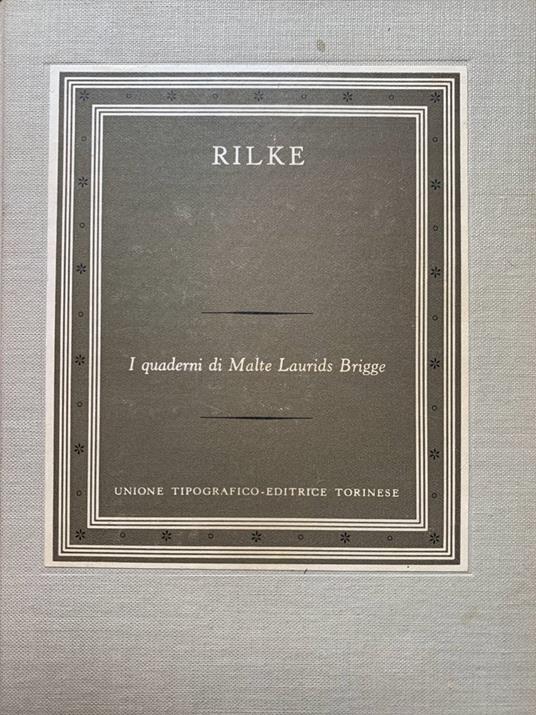 RILKE
I quaderni di Malte Laurids Brigge
UNIONE TIPOGRAFICO-EDITRICE TORINESE